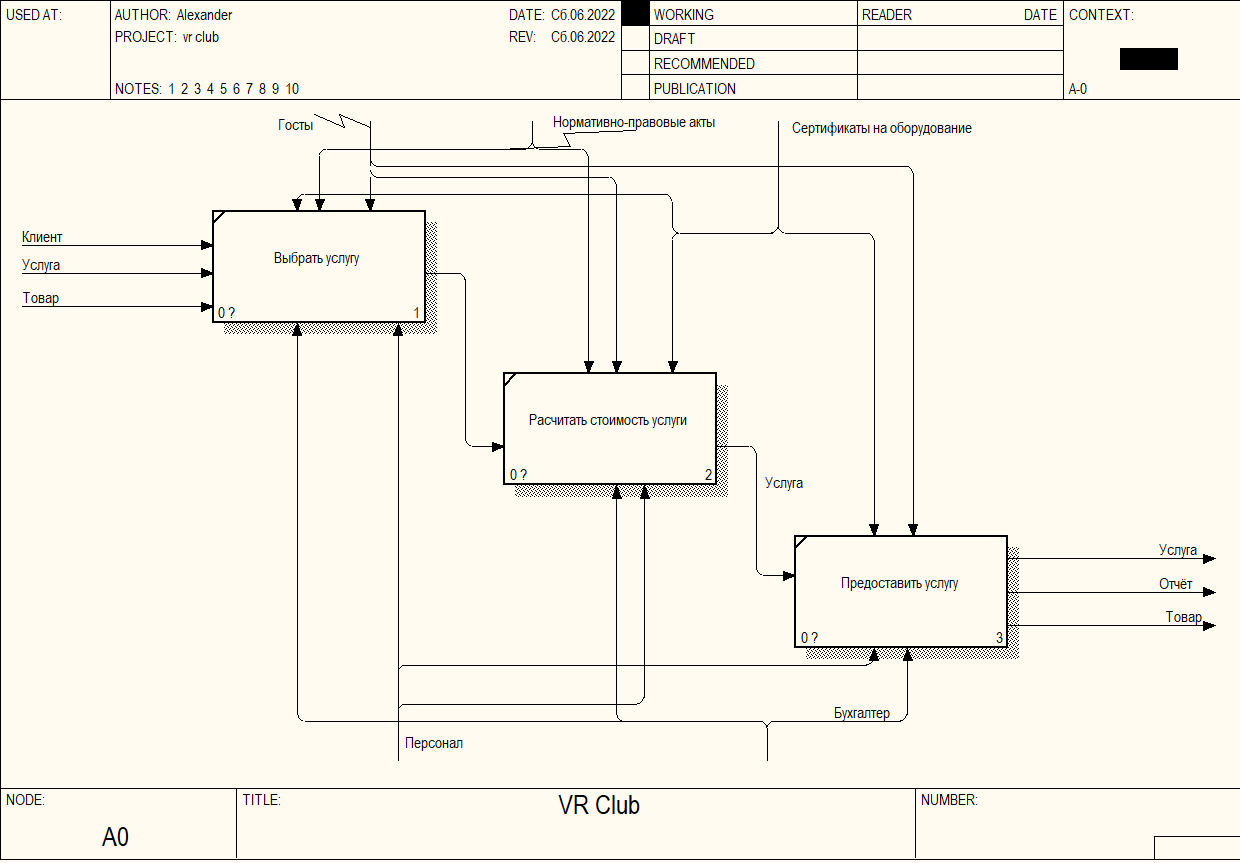 USED AT:
AUTHOR: Alexander
DATE: Сб.06.2022
WORKING
READER
DATE
CONTEXT:
PROJECT: vr club
REV: Сб.06.2022
DRAFT
RECOMMENDED
NOTES: 1 2 3 4 5 6 7 8 9 10
PUBLICATION
A-0
Госты
Нормативно-правовые акты
Сертификаты на оборудование
Клиент
Услуга
Товар
Выбрать услугу
0 ?
1
Расчитать стоимость услуги
0 ?
2
Услуга
Предоставить услугу
0 ?
3
Услуга
Отчёт
Товар
Бухгалтер
Персонал
NODE:
A0
TITLE:
VR Club
NUMBER: